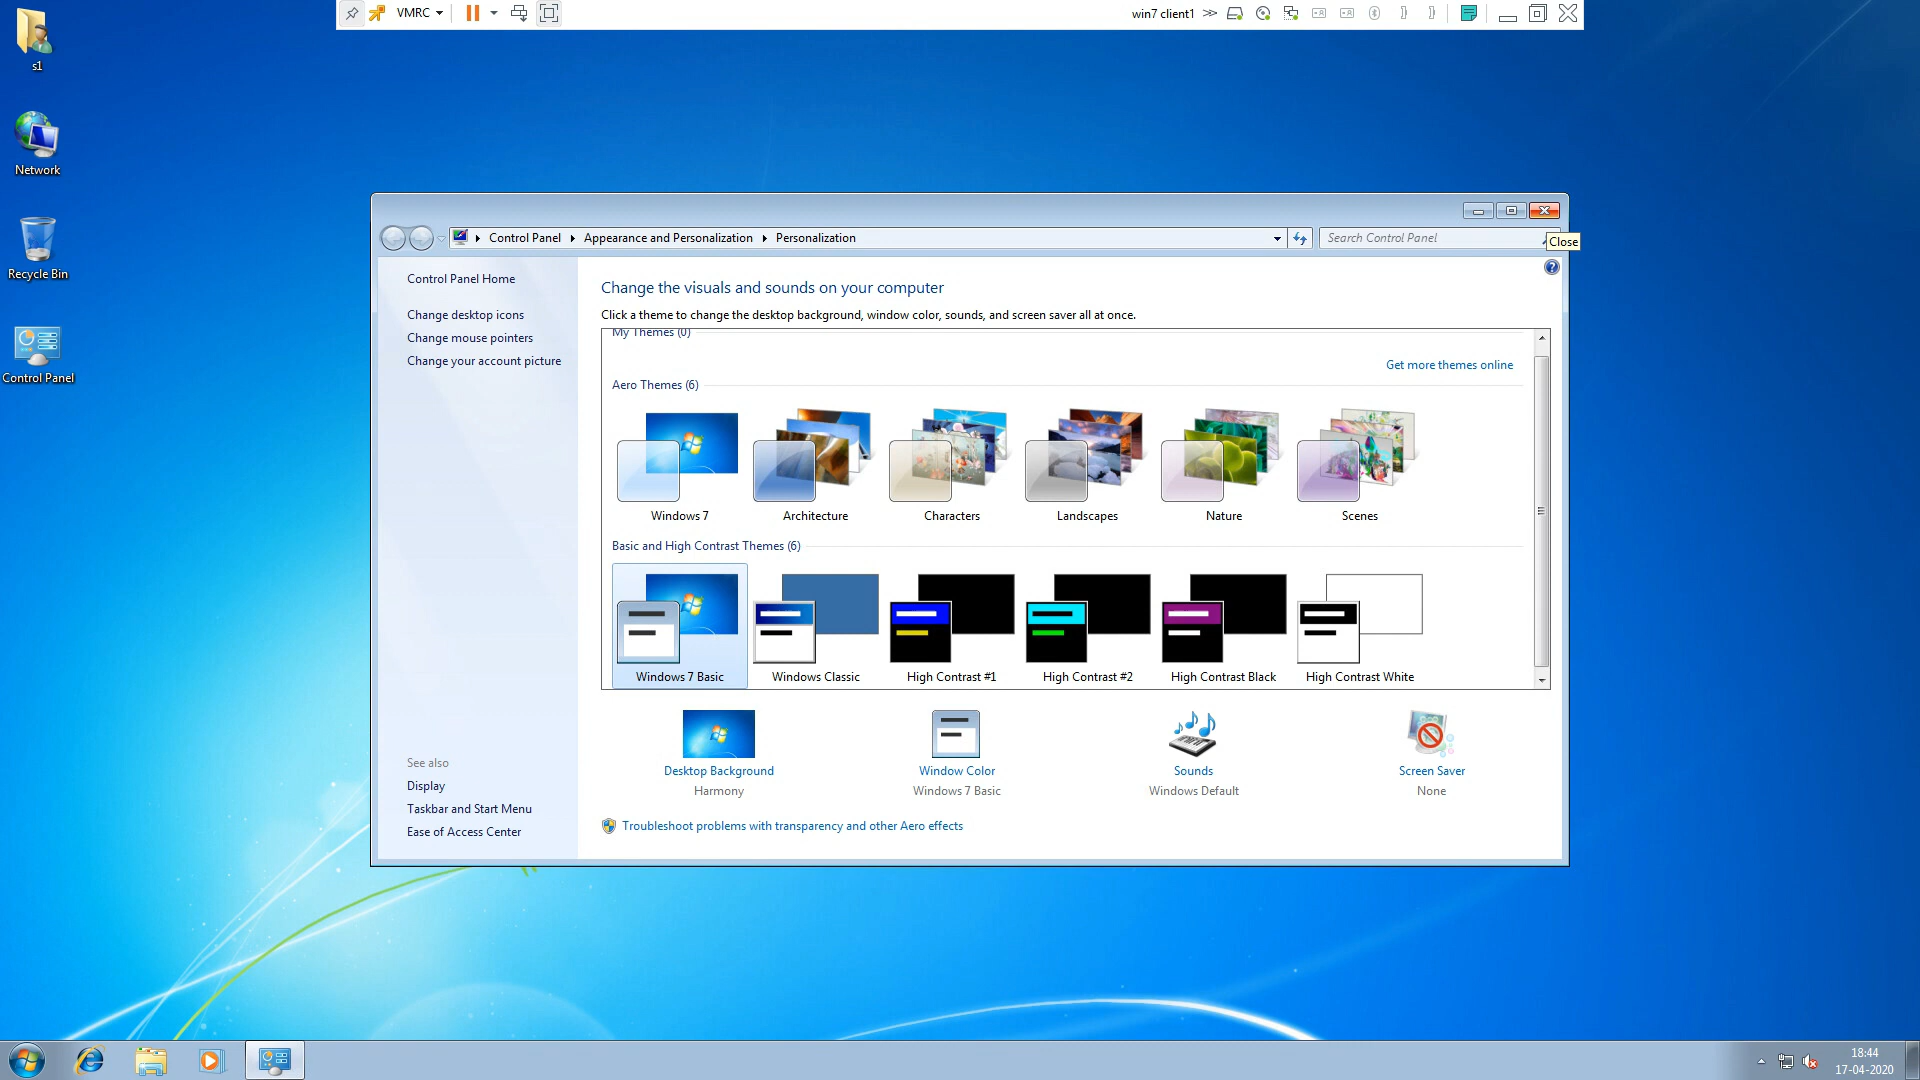 VMRC
win7 client1
s1
Network
Recycle Bin
Control Panel
Control Panel
Appearance and Personalization
Personalization
Search Control Panel
Close
Control Panel Home
Change desktop icons
Change mouse pointers
Change your account picture
See also
Display
Taskbar and Start Menu
Ease of Access Center
Change the visuals and sounds on your computer
Click a theme to change the desktop background, window color, sounds, and screen saver all at once.
My Themes (0)
Get more themes online
Aero Themes (6)
Windows 7
Architecture
Characters
Landscapes
Nature
Scenes
Basic and High Contrast Themes (6)
Windows 7 Basic
Windows Classic
High Contrast #1
High Contrast #2
High Contrast Black
High Contrast White
Desktop Background
Harmony
Window Color
Windows 7 Basic
Sounds
Windows Default
Screen Saver
None
Troubleshoot problems with transparency and other Aero effects
18:44
17-04-2020